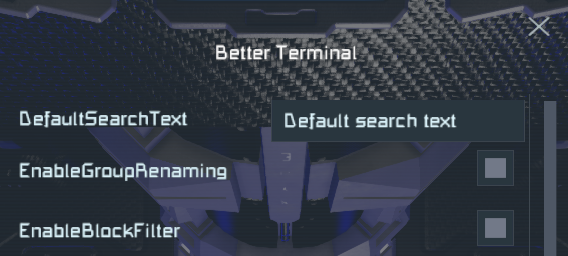 Better Terminal
DefaultSearchText
Default search text
EnableGroupRenaming
EnableBlockFilter